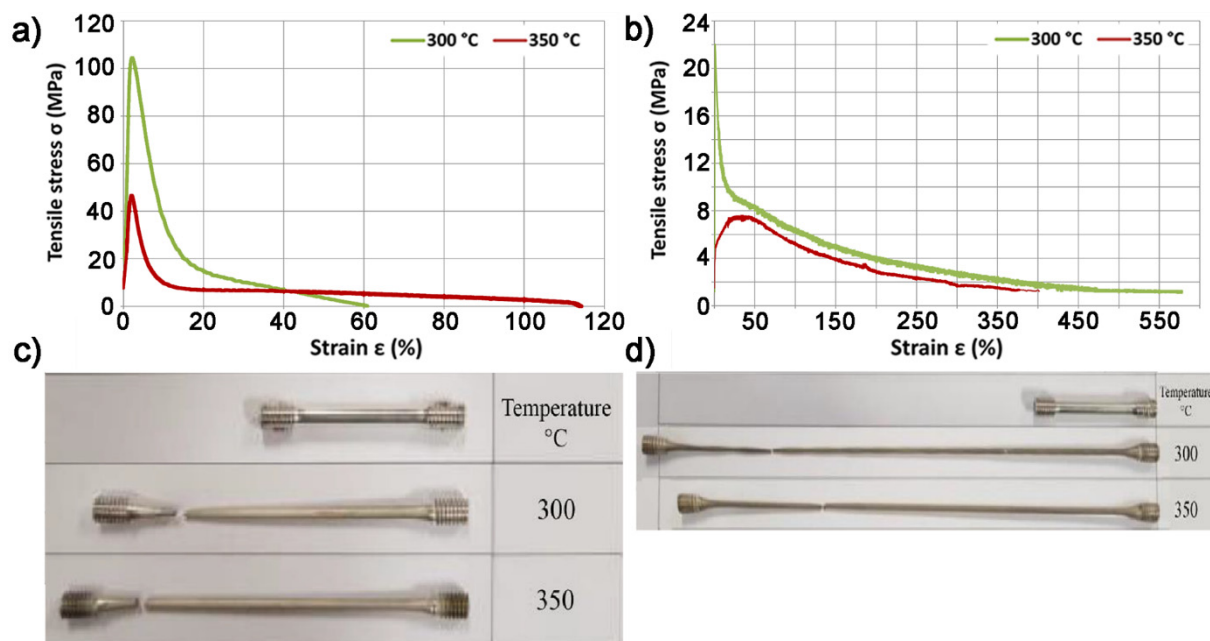 a)
Tensile stress σ (MPa)
120
100
80
60
40
20
0
300 °C 350 °C
0 20 40 60 80 100 120
Strain ε (%)
b)
Tensile stress σ (MPa)
24
20
16
12
8
4
0
300 °C 350 °C
50 150 250 350 450 550
Strain ε (%)
c)
Temperature
°C
300
350
d)
Temperature
°C
300
350